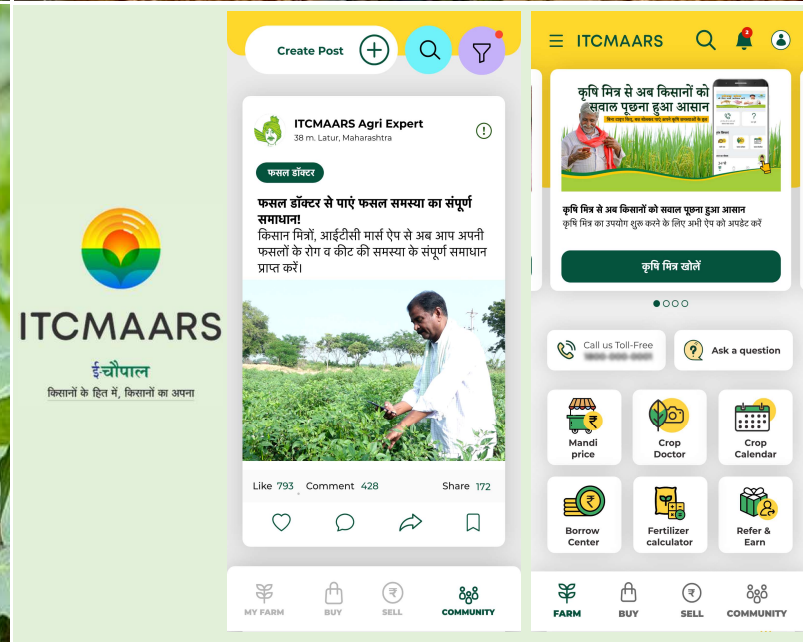 ITCMAARS
ई-चौपाल
किसानों के हित में, किसानों का अपना
Create Post
ITCMAARS Agri Expert
38 m. Latur, Maharashtra
फसल डॉक्टर
फसल डॉक्टर से पाएं फसल समस्या का संपूर्ण
समाधान!
किसान मित्रों, आईटीसी मार्स ऐप से अब आप अपनी
फसलों के रोग व कीट की समस्या के संपूर्ण समाधान
प्राप्त करें।
Like 793 Comment 428 Share 172
MY FARM BUY SELL COMMUNITY
ITCMAARS
कृषि मित्र से अब किसानों को
सवाल पूछना हुआ आसान
कृषि मित्र से अब किसानों को सवाल पूछना हुआ आसान
कृषि मित्र का उपयोग शुरू करने के लिए अभी ऐप को अपडेट करें
कृषि मित्र खोलें
Call us Toll-Free
Ask a question
Mandi
price
Crop
Doctor
Crop
Calendar
Borrow
Center
Fertilizer
calculator
Refer &
Earn
FARM BUY SELL COMMUNITY